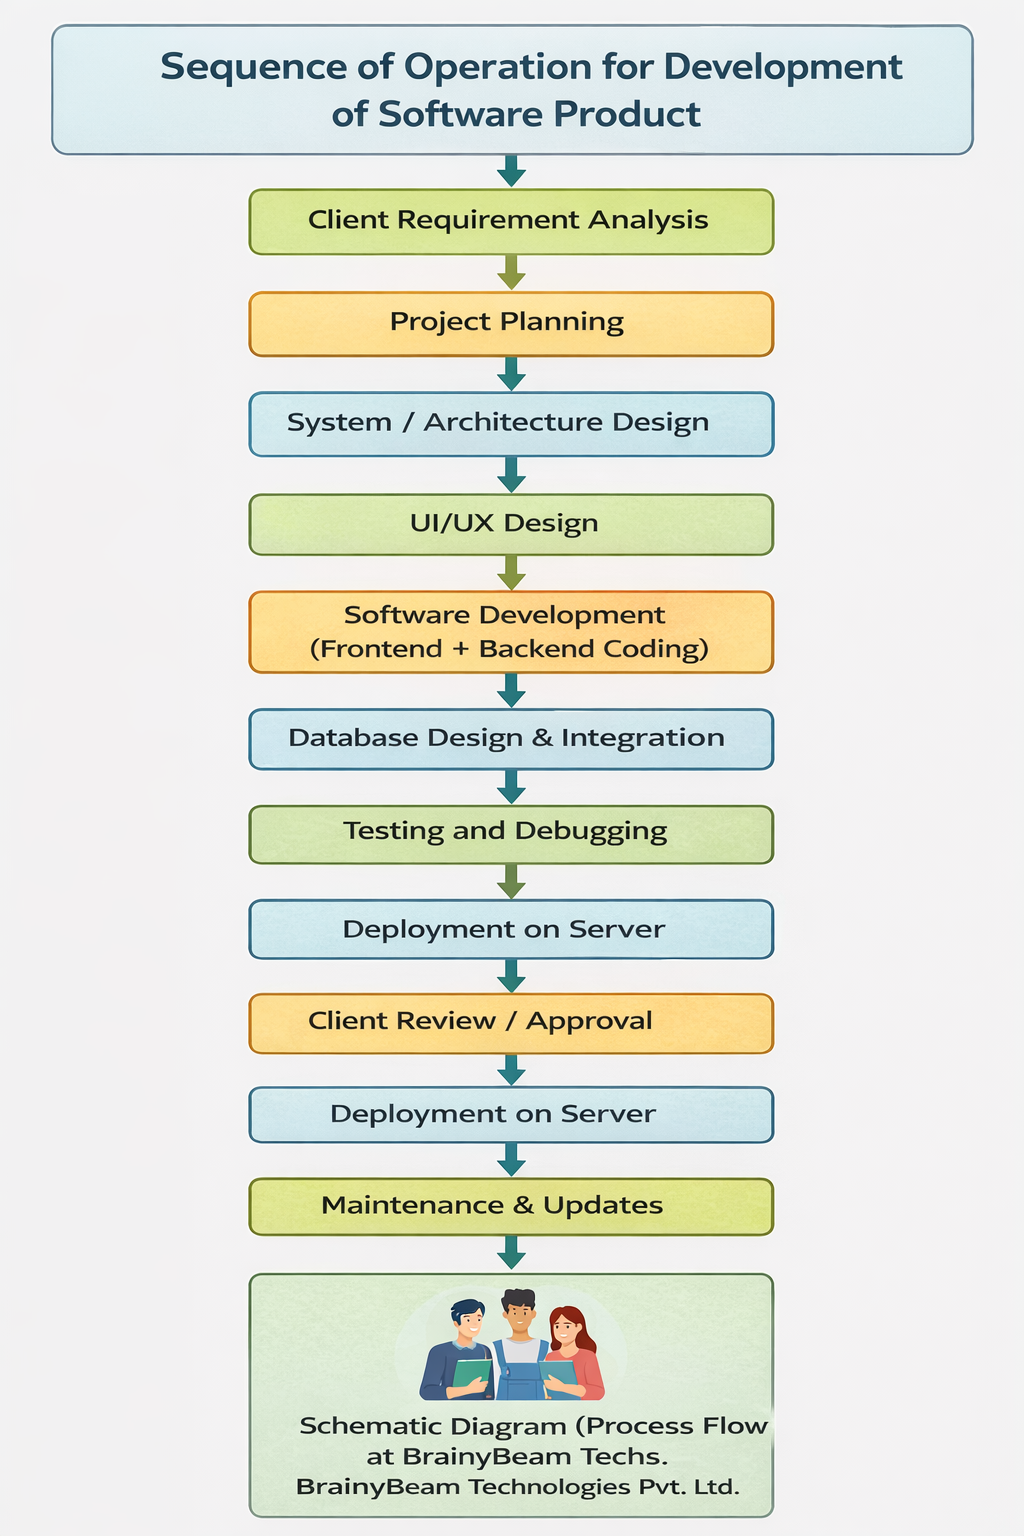 Sequence of Operation for Development
of Software Product
Client Requirement Analysis
Project Planning
System / Architecture Design
UI/UX Design
Software Development
(Frontend + Backend Coding)
Database Design & Integration
Testing and Debugging
Deployment on Server
Client Review / Approval
Deployment on Server
Maintenance & Updates
Schematic Diagram (Process Flow
at BrainyBeam Techs.
BrainyBeam Technologies Pvt. Ltd.